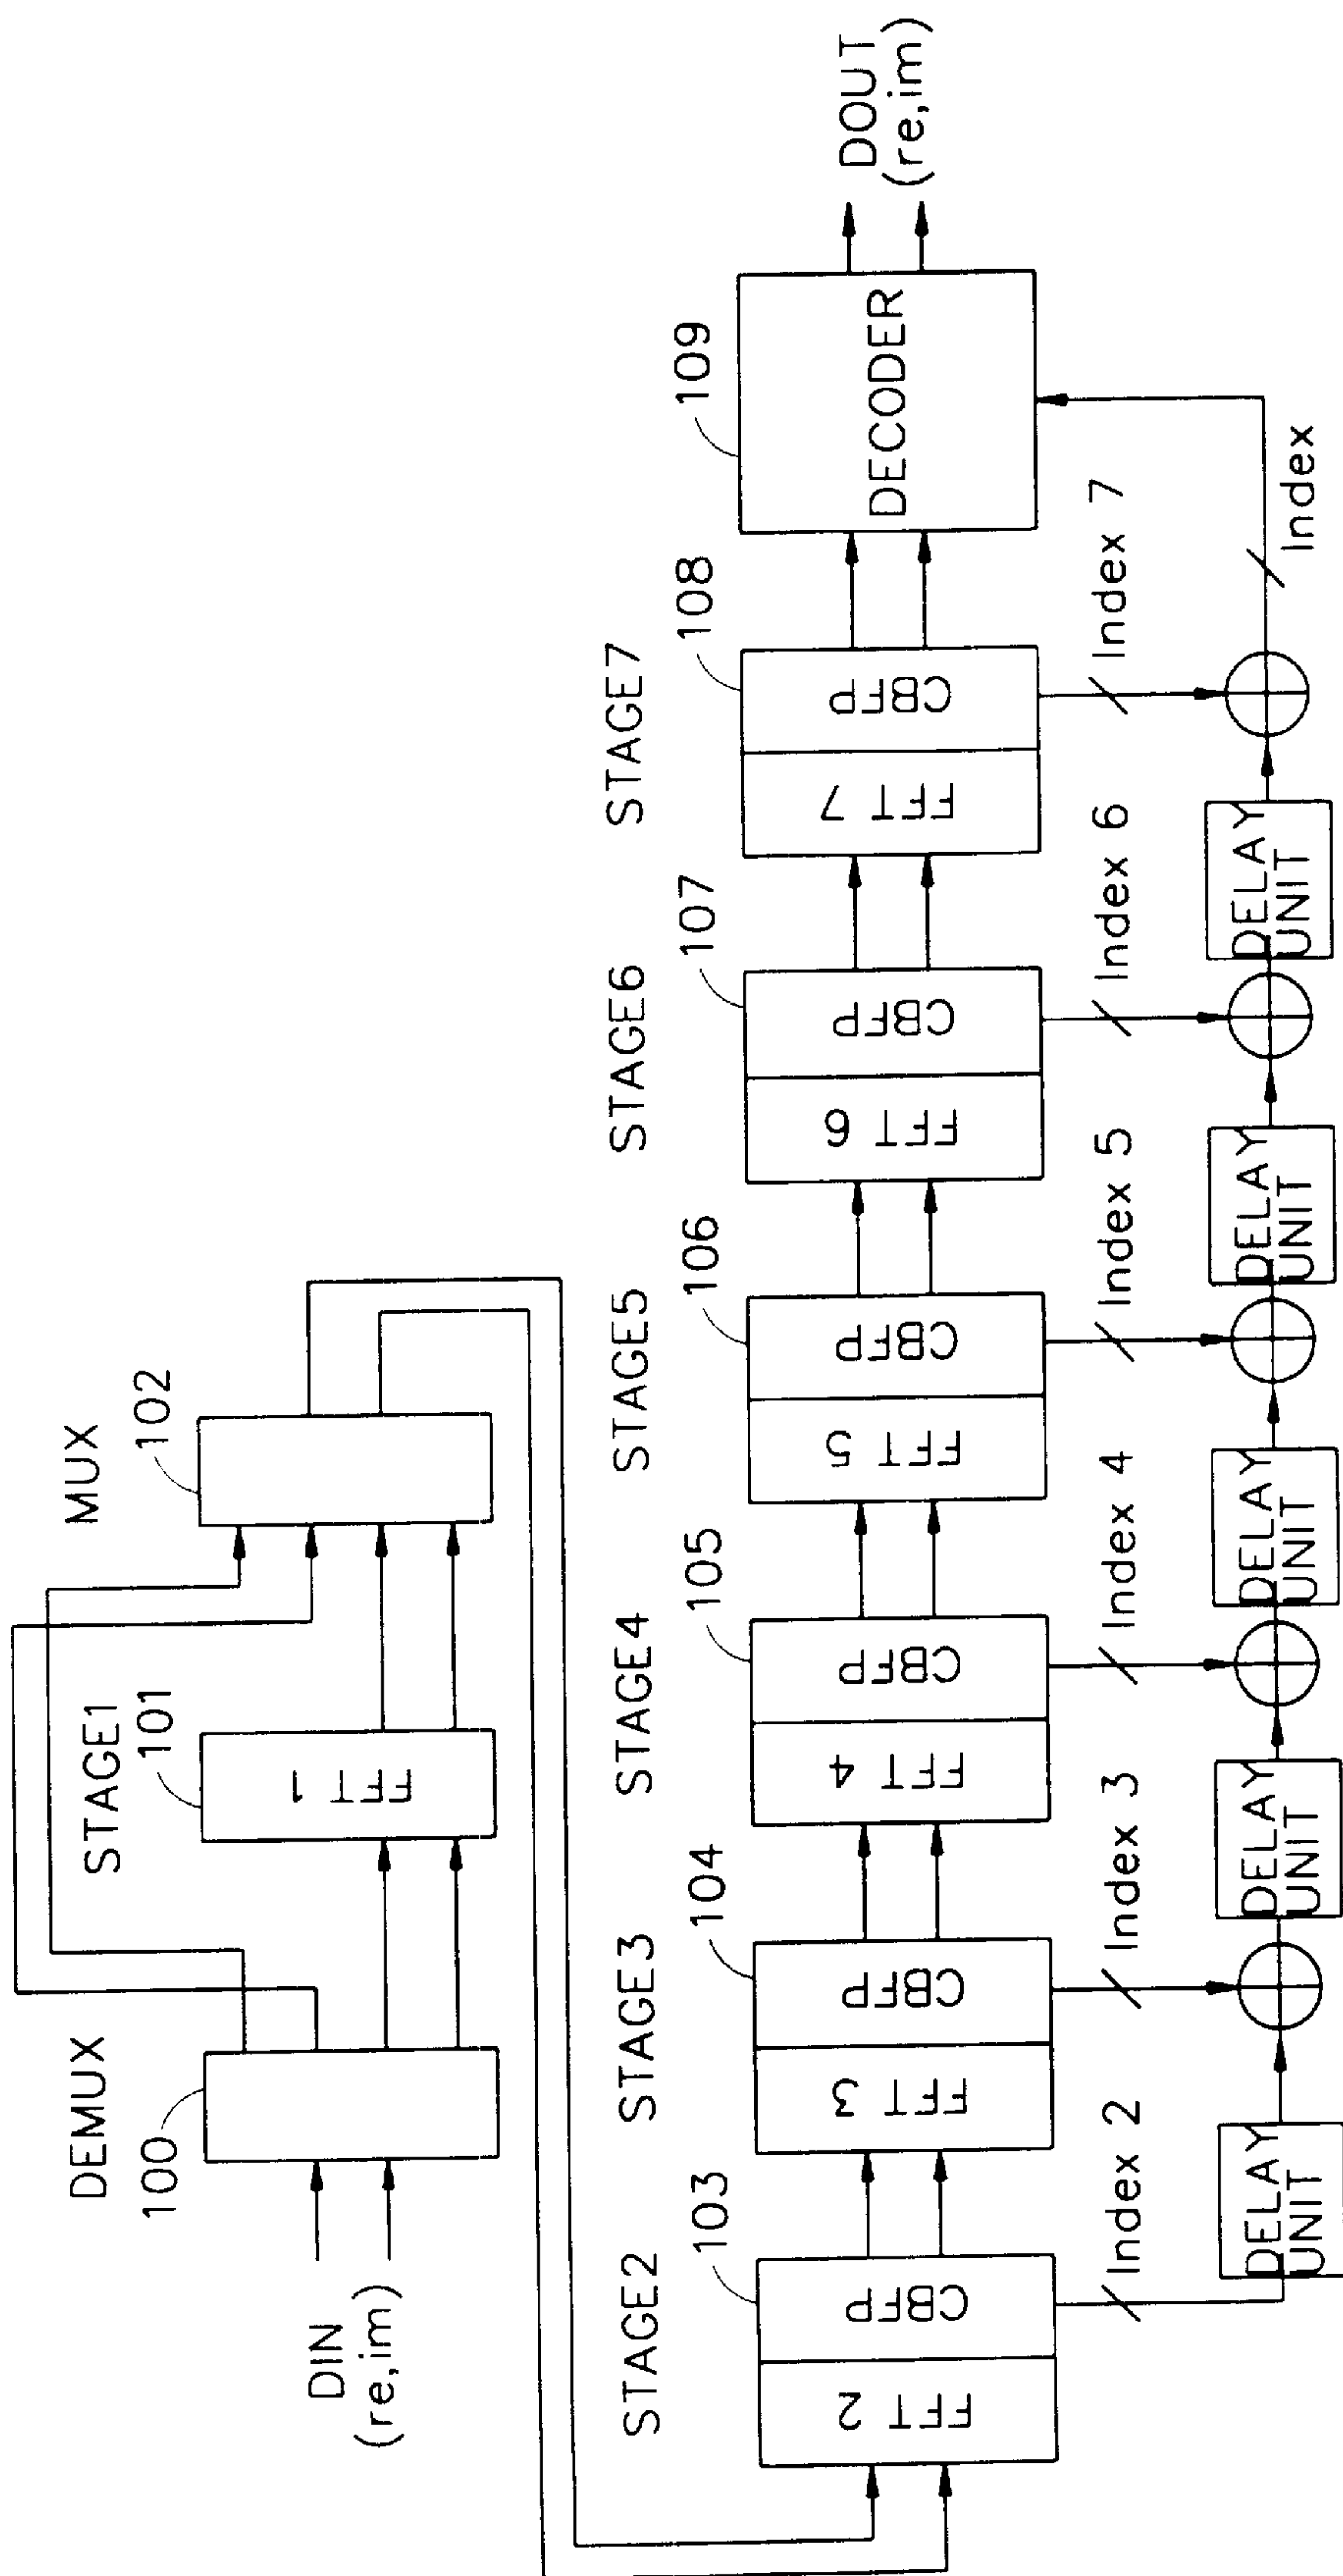 DIN
(re,im)
DEMUX
100
STAGE1
101
FFT 1
MUX
102
STAGE2
103
FFT 2
CBFP
STAGE3
104
FFT 3
CBFP
STAGE4
105
FFT 4
CBFP
STAGE5
106
FFT 5
CBFP
STAGE6
107
FFT 6
CBFP
STAGE7
108
FFT 7
CBFP
109
DECODER
DOUT
(re,im)
Index 2
Index 3
Index 4
Index 5
Index 6
Index 7
Index
DELAY
UNIT
DELAY
UNIT
DELAY
UNIT
DELAY
UNIT
DELAY
UNIT